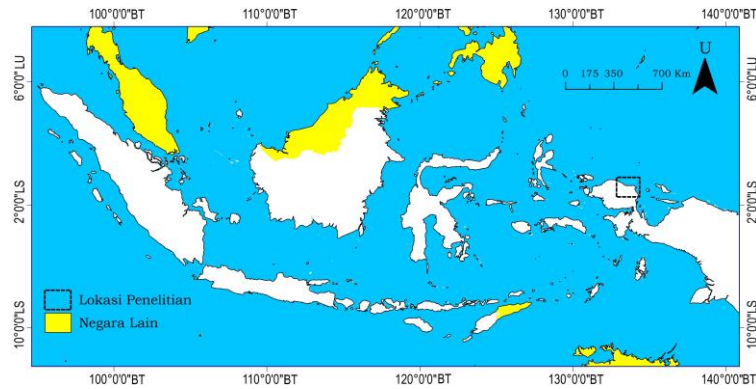 100°0'0"BT 110°0'0"BT 120°0'0"BT 130°0'0"BT 140°0'0"BT
U
0 175 350 700 Km
6°0'0"LU 6°0'0"LU
2°0'0"LS 2°0'0"LS
Lokasi Penelitian
Negara Lain
10°0'0"LS 10°0'0"LS
100°0'0"BT 110°0'0"BT 120°0'0"BT 130°0'0"BT 140°0'0"BT